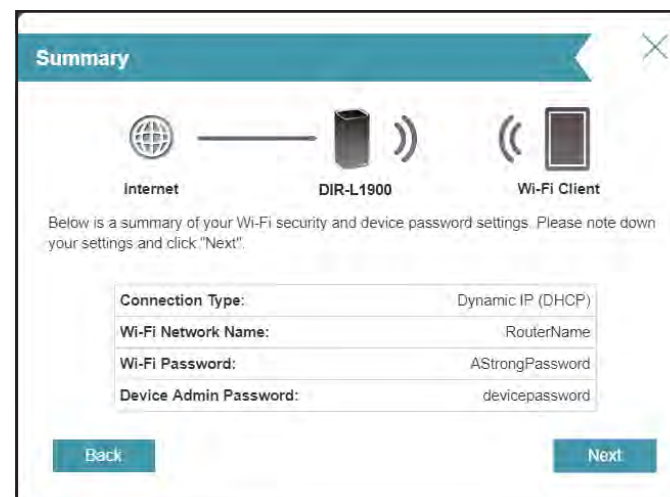 Summary
Internet
DIR-L1900
Wi-Fi Client
Below is a summary of your Wi-Fi security and device password settings. Please note down
your settings and click "Next".
Connection Type: Dynamic IP (DHCP)
Wi-Fi Network Name: RouterName
Wi-Fi Password: AStrongPassword
Device Admin Password: devicepassword
Back
Next